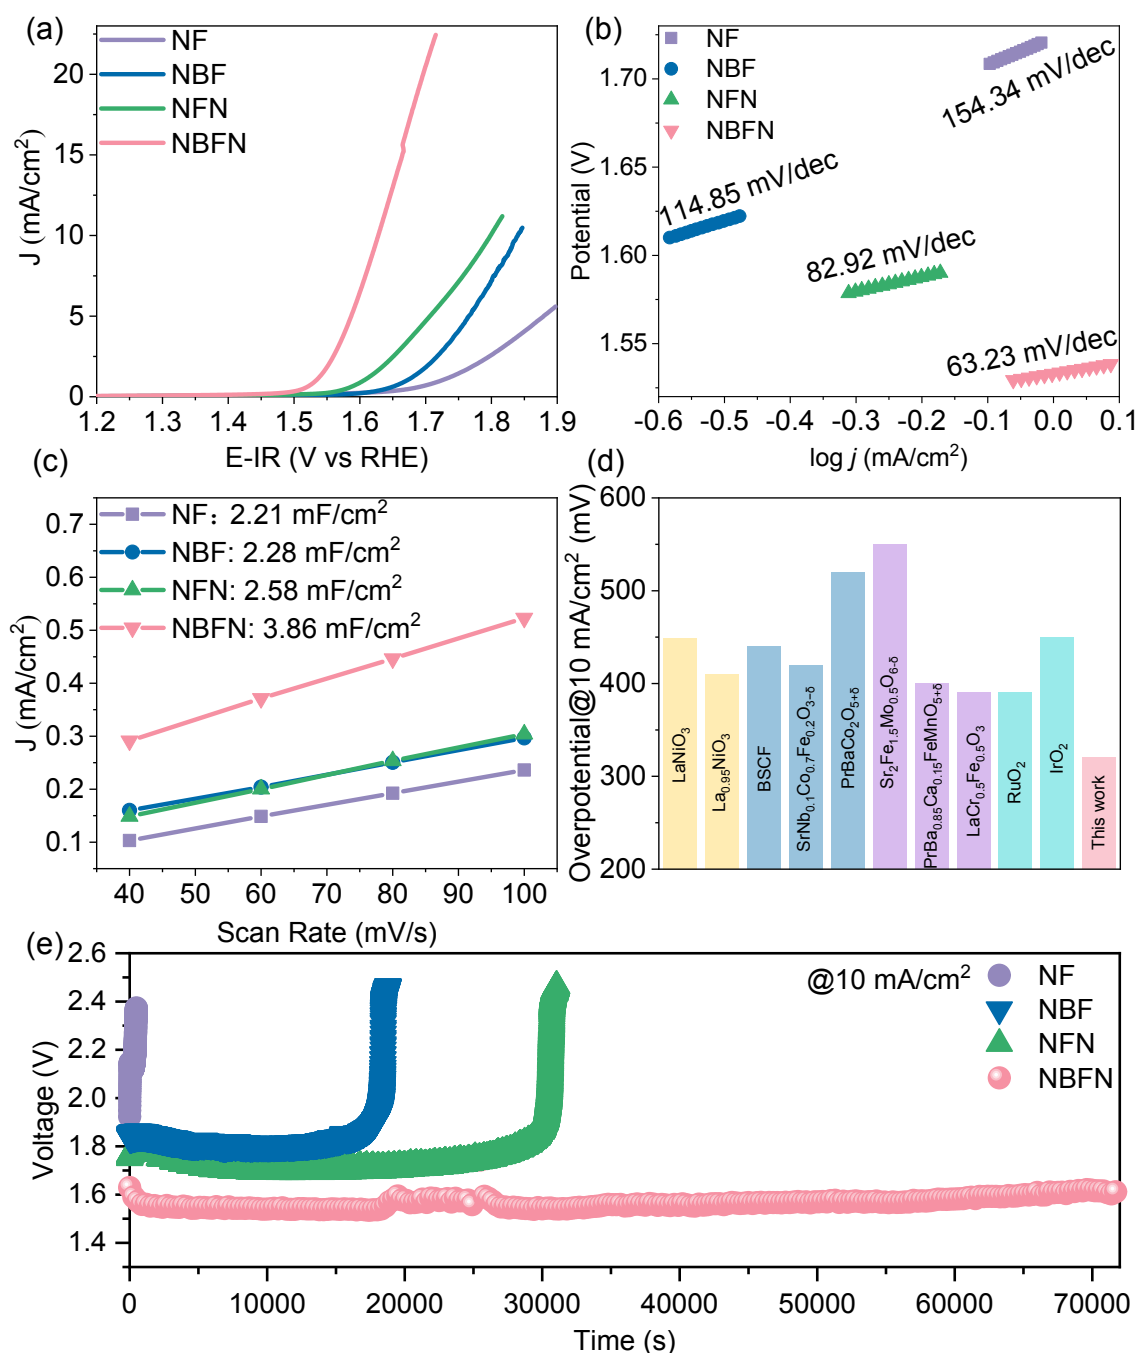 (a)
NF
NBF
NFN
NBFN
20
15
10
5
0
J (mA/cm²)
1.2 1.3 1.4 1.5 1.6 1.7 1.8 1.9
E-IR (V vs RHE)
(b)
NF
NBF
NFN
NBFN
154.34 mV/dec
114.85 mV/dec
82.92 mV/dec
63.23 mV/dec
1.70
1.65
1.60
1.55
Potential (V)
-0.6 -0.5 -0.4 -0.3 -0.2 -0.1 0.0 0.1
log j (mA/cm²)
(c)
NF：2.21 mF/cm²
NBF: 2.28 mF/cm²
NFN: 2.58 mF/cm²
NBFN: 3.86 mF/cm²
0.7
0.6
0.5
0.4
0.3
0.2
0.1
J (mA/cm²)
40 50 60 70 80 90 100
Scan Rate (mV/s)
(d)
600
500
400
300
200
Overpotential@10 mA/cm² (mV)
LaNiO₃
La₀.₉₅NiO₃
BSCF
SrNb₀.₁Co₀.₇Fe₀.₂O₃₋δ
PrBaCo₂O₅₊δ
Sr₂Fe₁.₅Mo₀.₅O₆₋δ
PrBa₀.₈₅Ca₀.₁₅FeMnO₅₊δ
LaCr₀.₅Fe₀.₅O₃
RuO₂
IrO₂
This work
(e)
@10 mA/cm²
NF
NBF
NFN
NBFN
2.6
2.4
2.2
2.0
1.8
1.6
1.4
Voltage (V)
0 10000 20000 30000 40000 50000 60000 70000
Time (s)